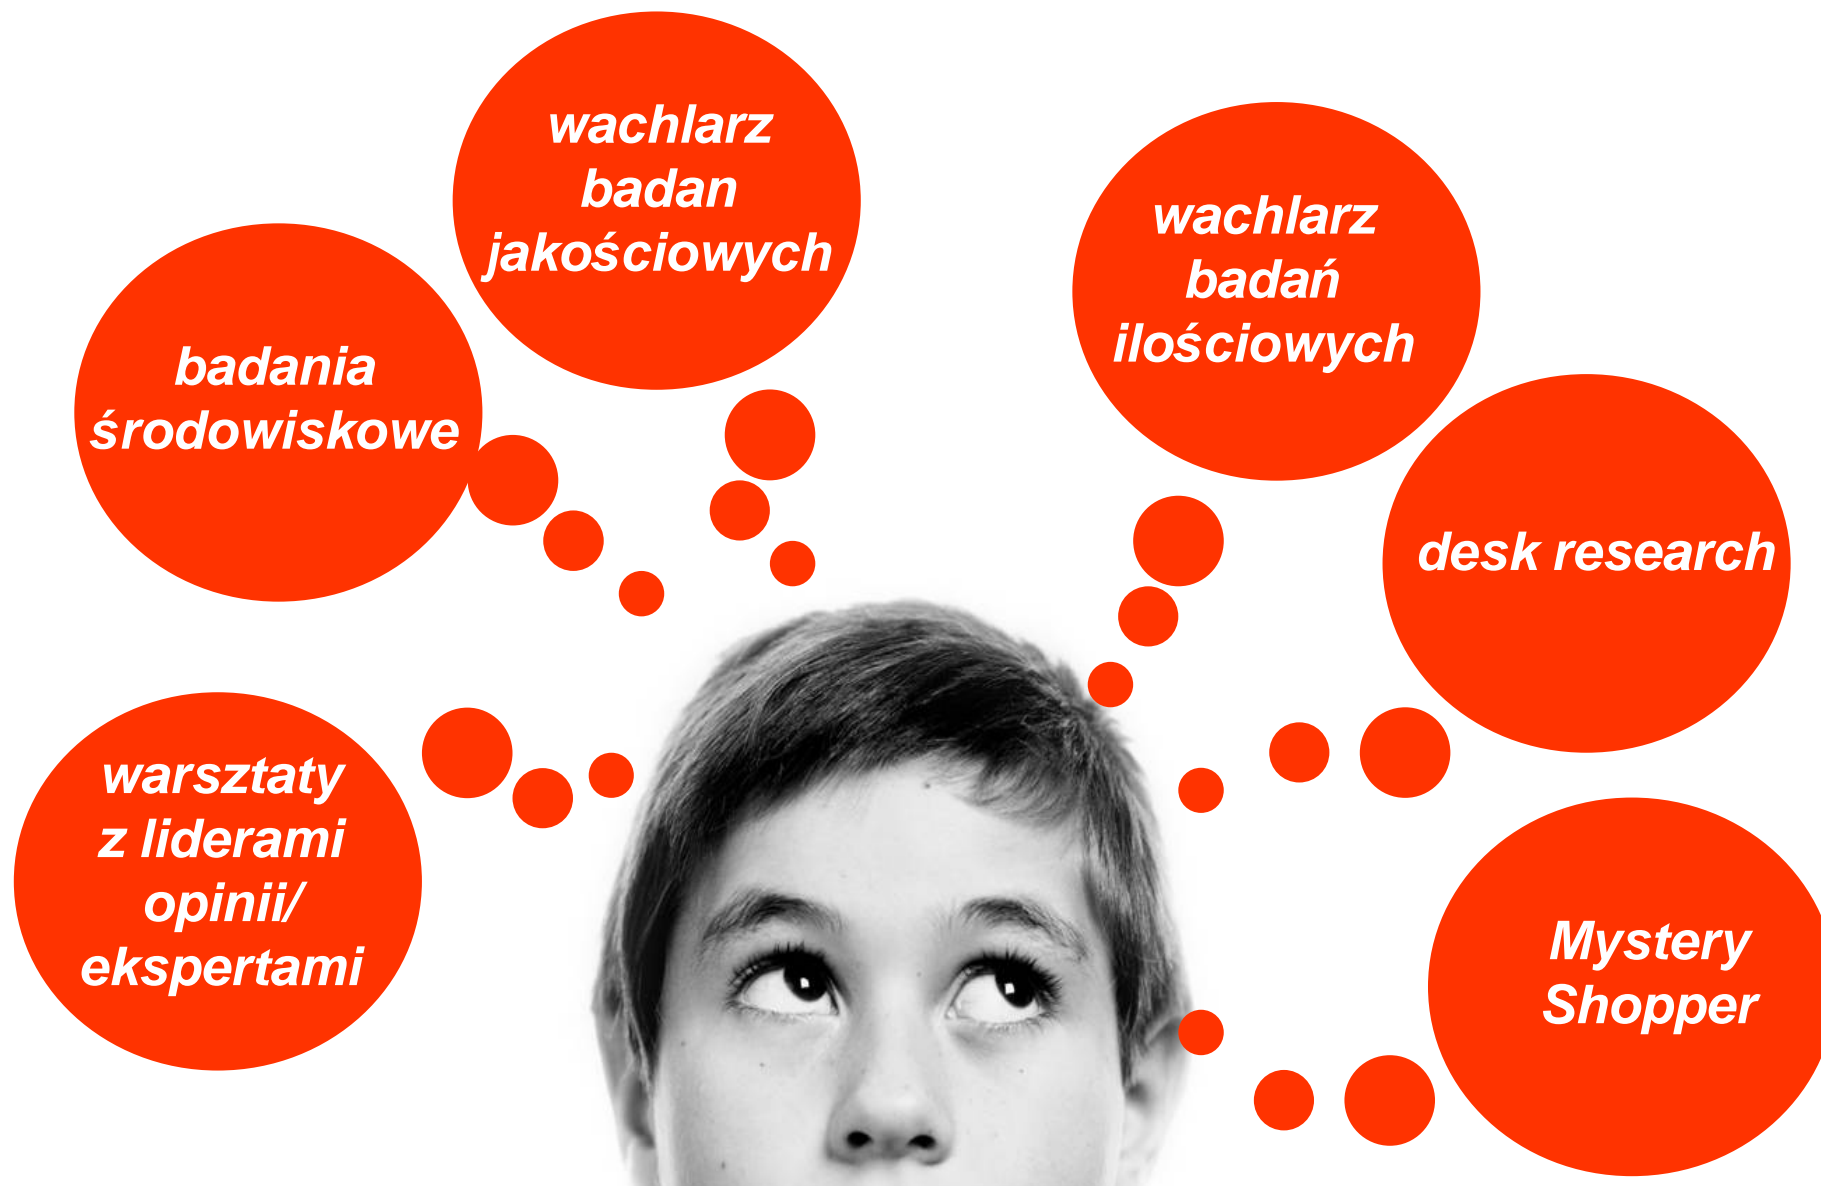 wachlarz
badan
jakościowych
wachlarz
badań
ilościowych
badania
środowiskowe
desk research
warsztaty
z liderami
opinii/
ekspertami
Mystery
Shopper